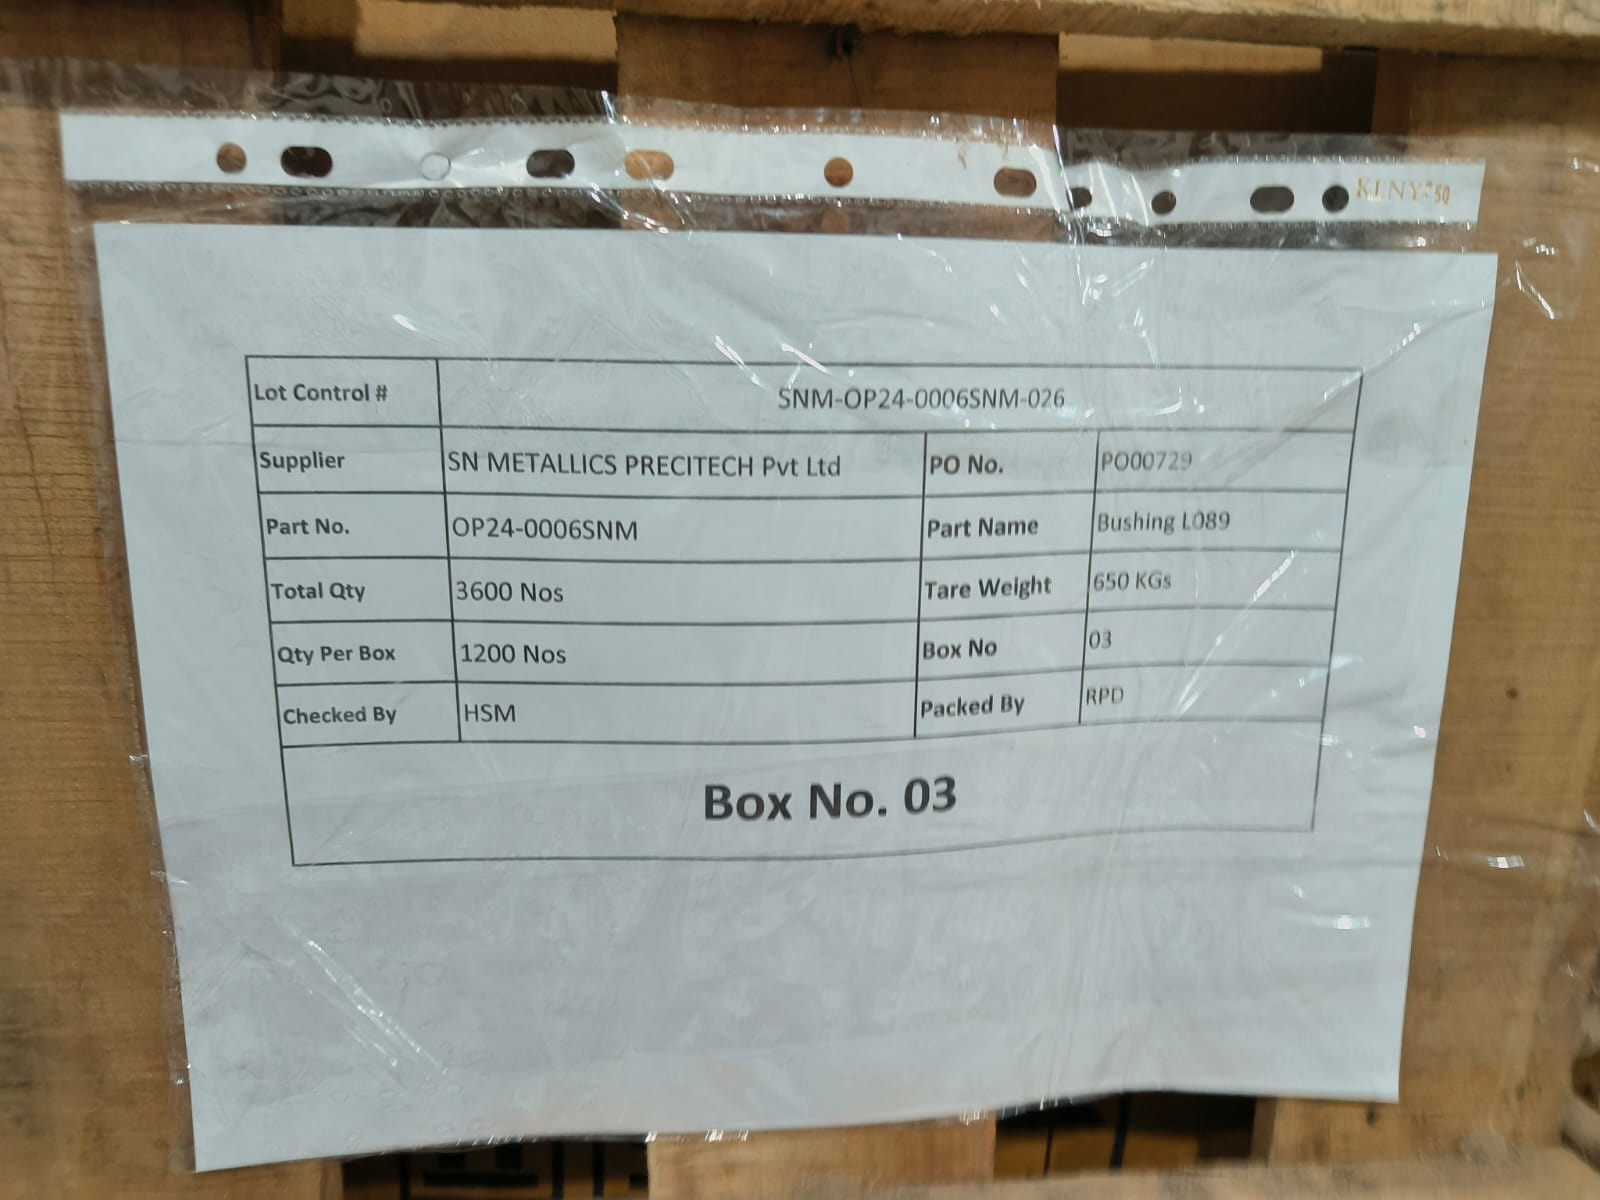 KENY 50
Lot Control # SNM-OP24-0006SNM-026
Supplier SN METALLICS PRECITECH Pvt Ltd PO No. PO00729
Part No. OP24-0006SNM Part Name Bushing L089
Total Qty 3600 Nos Tare Weight 650 KGs
Qty Per Box 1200 Nos Box No 03
Checked By HSM Packed By RPD
Box No. 03